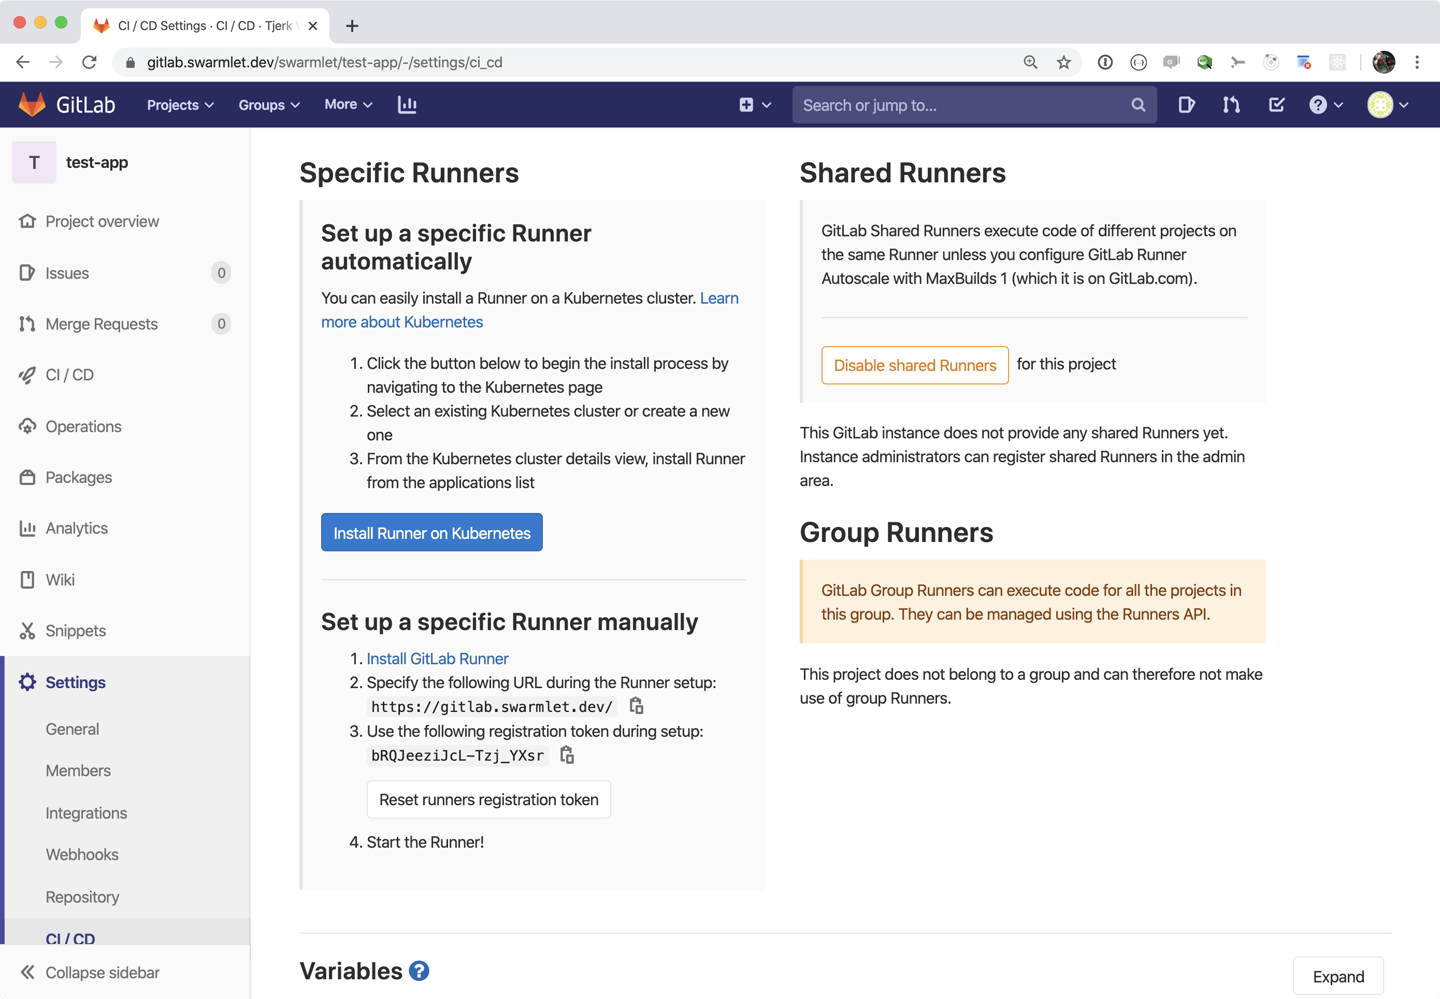 CI / CD Settings · CI / CD · Tjerk
gitlab.swarmlet.dev/swarmlet/test-app/-/settings/ci_cd
GitLab
Projects
Groups
More
Search or jump to...
T
test-app
Project overview
Issues
0
Merge Requests
0
CI / CD
Operations
Packages
Analytics
Wiki
Snippets
Settings
General
Members
Integrations
Webhooks
Repository
CI / CD
Collapse sidebar
Specific Runners
Set up a specific Runner
automatically
You can easily install a Runner on a Kubernetes cluster. Learn
more about Kubernetes
1. Click the button below to begin the install process by
navigating to the Kubernetes page
2. Select an existing Kubernetes cluster or create a new
one
3. From the Kubernetes cluster details view, install Runner
from the applications list
Install Runner on Kubernetes
Set up a specific Runner manually
1. Install GitLab Runner
2. Specify the following URL during the Runner setup:
https://gitlab.swarmlet.dev/
3. Use the following registration token during setup:
bRQJeeziJcL-Tzj_YXsr
Reset runners registration token
4. Start the Runner!
Shared Runners
GitLab Shared Runners execute code of different projects on
the same Runner unless you configure GitLab Runner
Autoscale with MaxBuilds 1 (which it is on GitLab.com).
Disable shared Runners for this project
This GitLab instance does not provide any shared Runners yet.
Instance administrators can register shared Runners in the admin
area.
Group Runners
GitLab Group Runners can execute code for all the projects in
this group. They can be managed using the Runners API.
This project does not belong to a group and can therefore not make
use of group Runners.
Variables
Expand